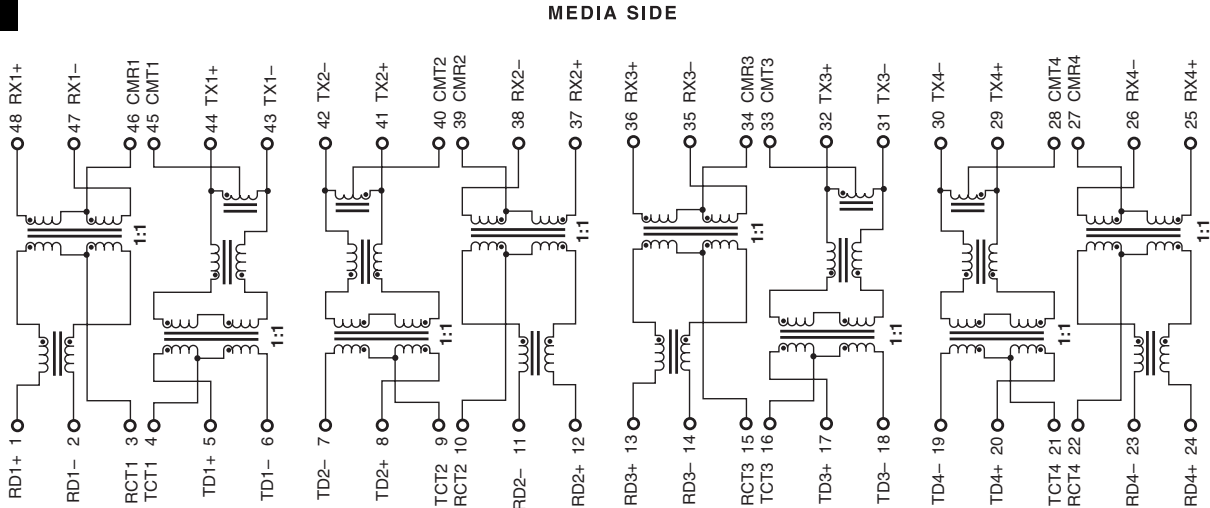 MEDIA SIDE
48 RX1+
47 RX1–
46 CMR1
45 CMT1
44 TX1+
43 TX1–
42 TX2–
41 TX2+
40 CMT2
39 CMR2
38 RX2–
37 RX2+
36 RX3+
35 RX3–
34 CMR3
33 CMT3
32 TX3+
31 TX3–
30 TX4–
29 TX4+
28 CMT4
27 CMR4
26 RX4–
25 RX4+
1:1
1:1
1:1
1:1
1:1
1:1
1:1
1:1
RD1+ 1
RD1– 2
RCT1 3
TCT1 4
TD1+ 5
TD1– 6
TD2– 7
TD2+ 8
TCT2 9
RCT2 10
RD2– 11
RD2+ 12
RD3+ 13
RD3– 14
RCT3 15
TCT3 16
TD3+ 17
TD3– 18
TD4– 19
TD4+ 20
TCT4 21
RCT4 22
RD4– 23
RD4+ 24